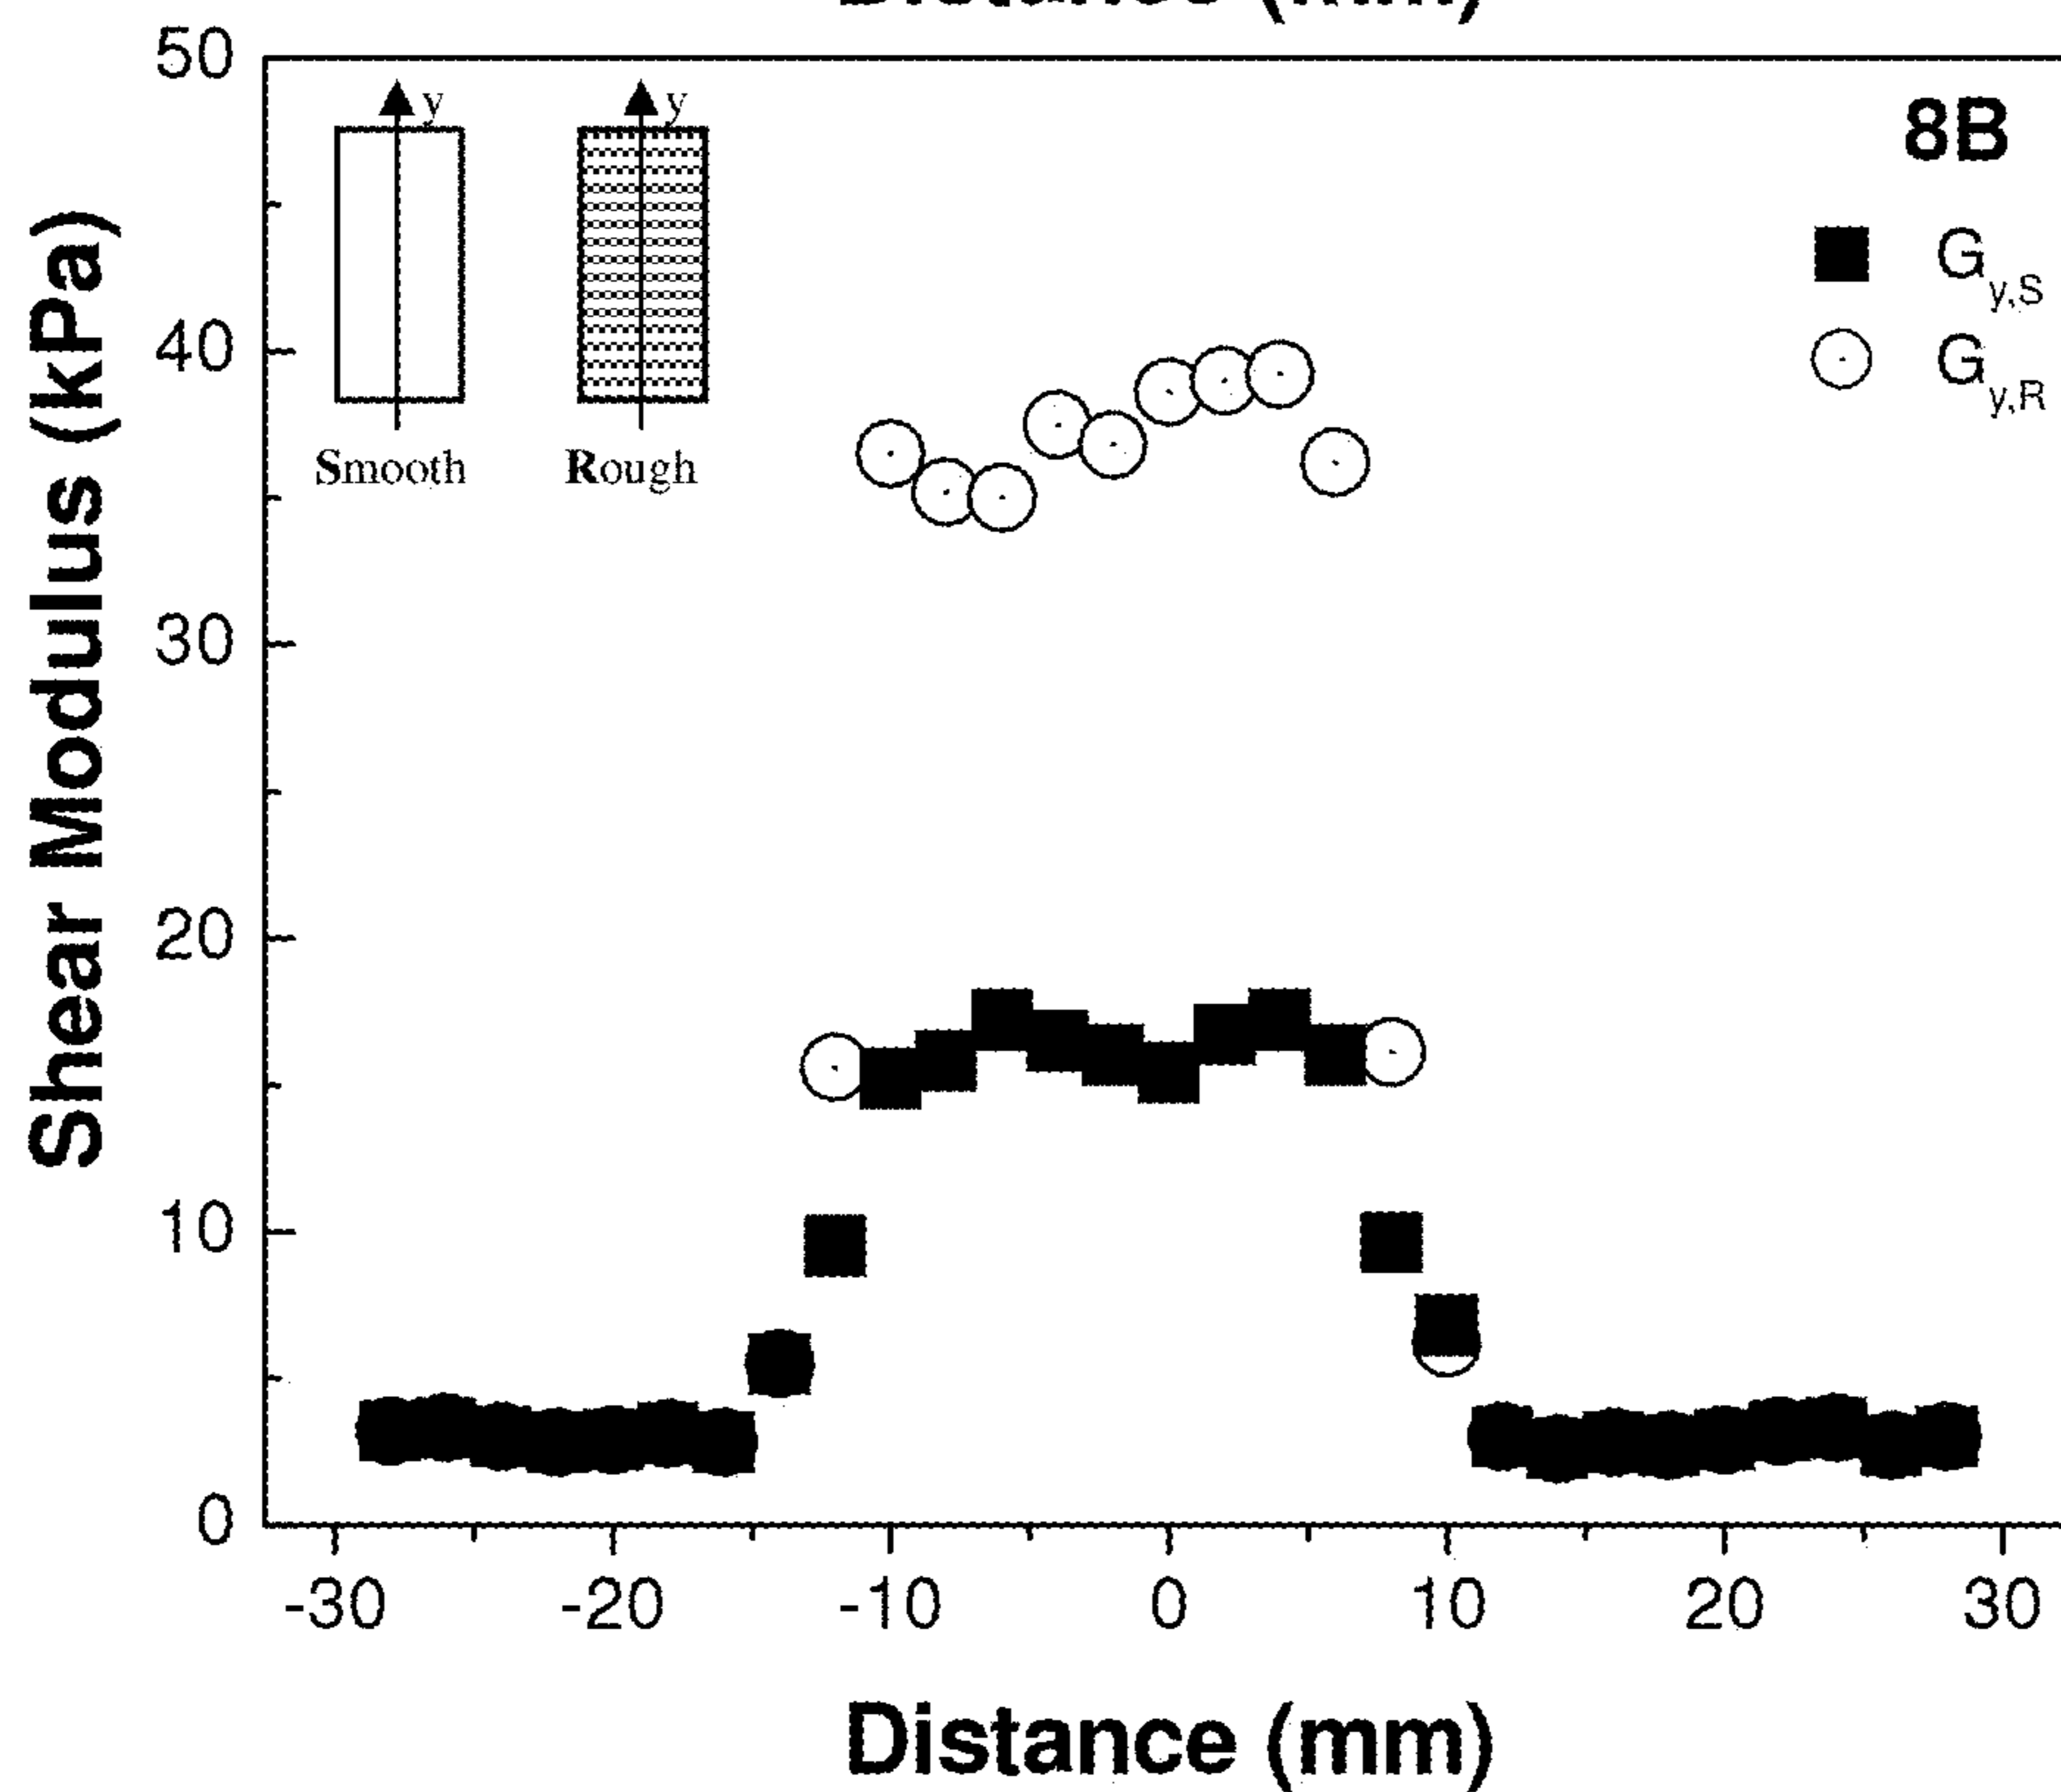 50
40
30
20
10
0
Shear Modulus (kPa)
y
y
Smooth
Rough
8B
G y,S
G y,R
-30 -20 -10 0 10 20 30
Distance (mm)